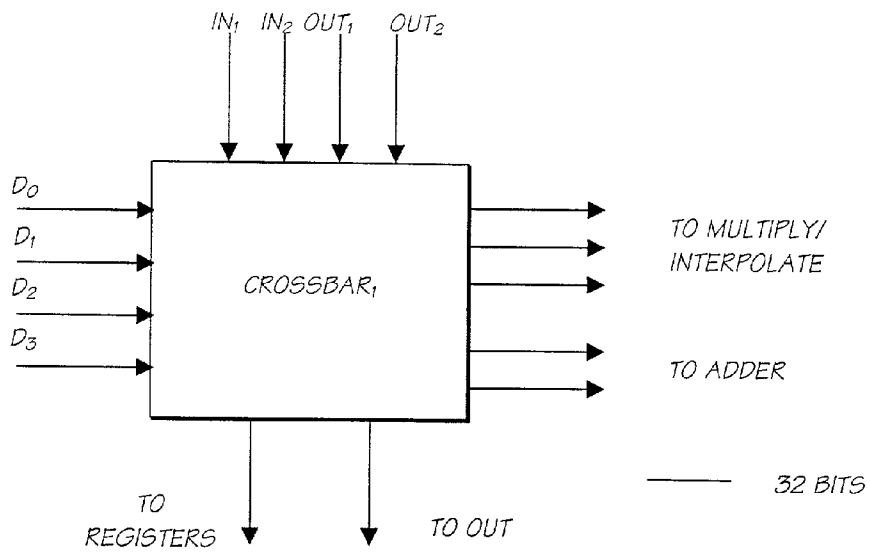 IN₁ IN₂ OUT₁ OUT₂
D₀
D₁
D₂
D₃
CROSSBAR₁
TO MULTIPLY/
INTERPOLATE
TO ADDER
32 BITS
TO
REGISTERS
TO OUT